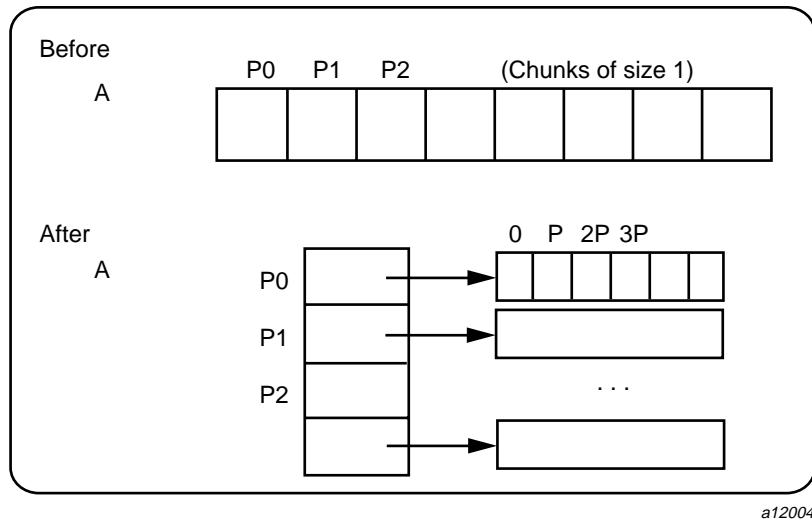 Before
P0 P1 P2 (Chunks of size 1)
A
After
0 P 2P 3P
A
P0
P1
P2
. . .
a12004